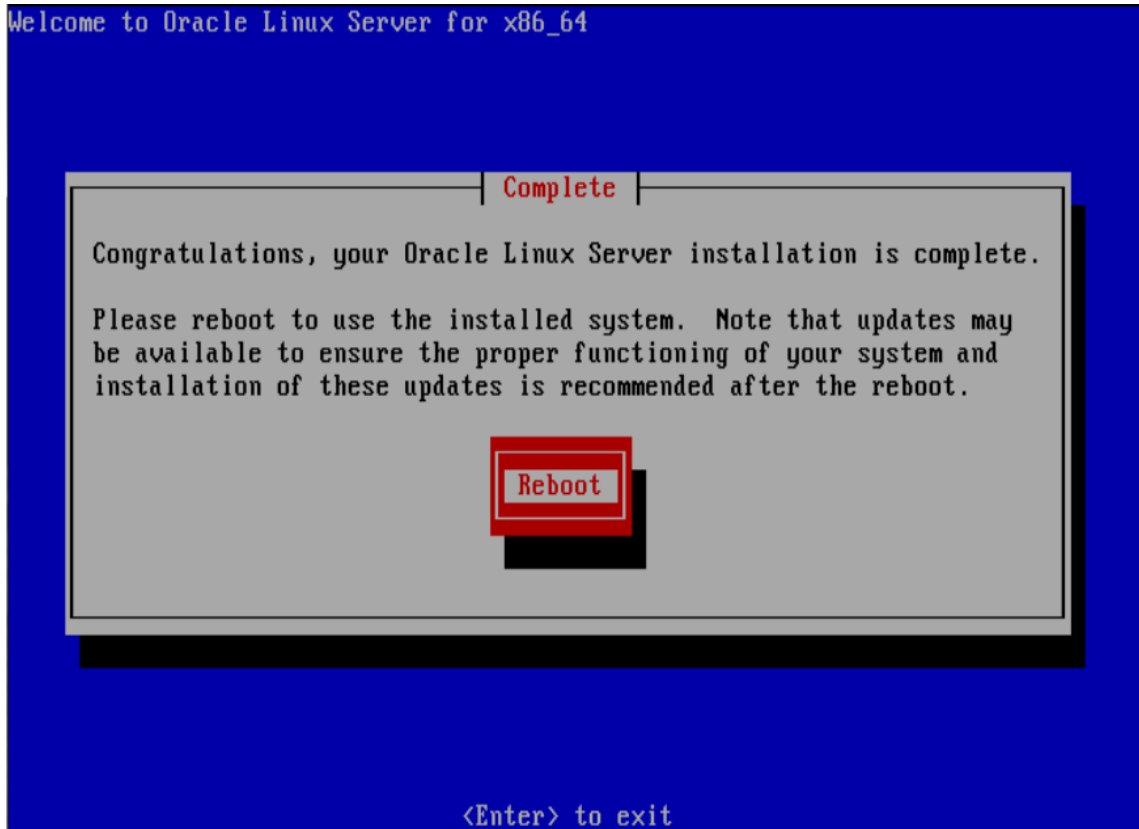 Welcome to Oracle Linux Server for x86_64
Complete
Congratulations, your Oracle Linux Server installation is complete.
Please reboot to use the installed system.  Note that updates may
be available to ensure the proper functioning of your system and
installation of these updates is recommended after the reboot.
Reboot
<Enter> to exit